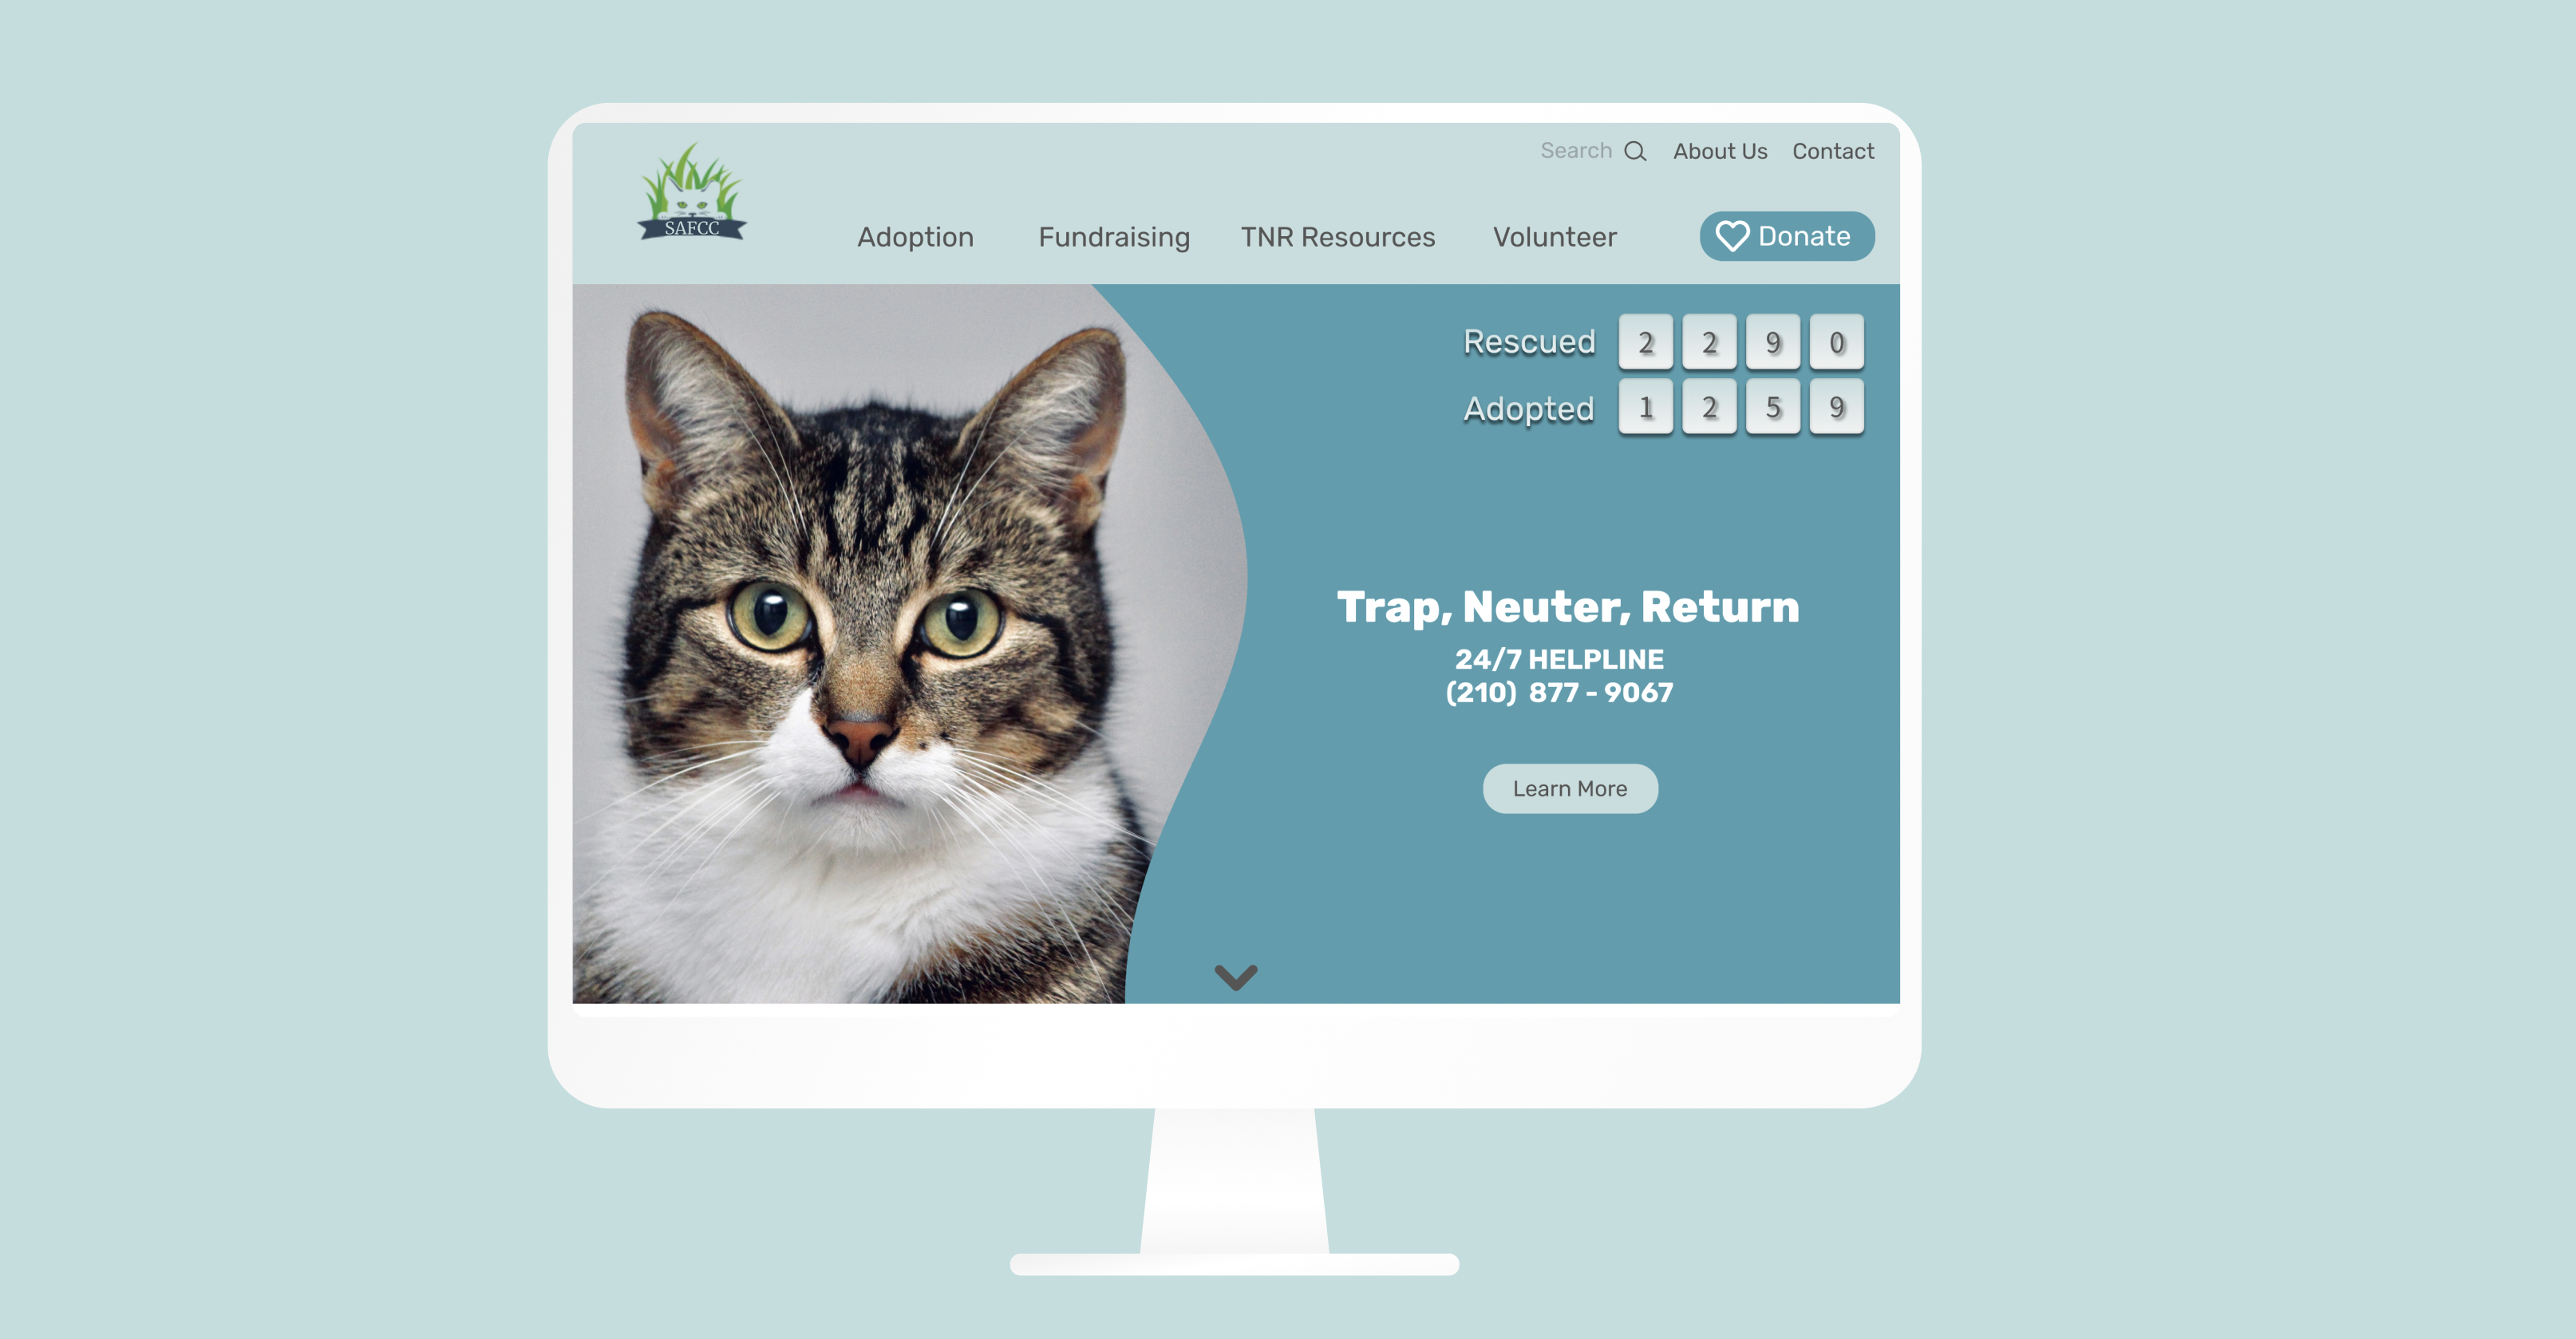 Search About Us Contact
SAFCC
Adoption Fundraising TNR Resources Volunteer Donate
Rescued 2 2 9 0
Adopted 1 2 5 9
Trap, Neuter, Return
24/7 HELPLINE
(210) 877 - 9067
Learn More